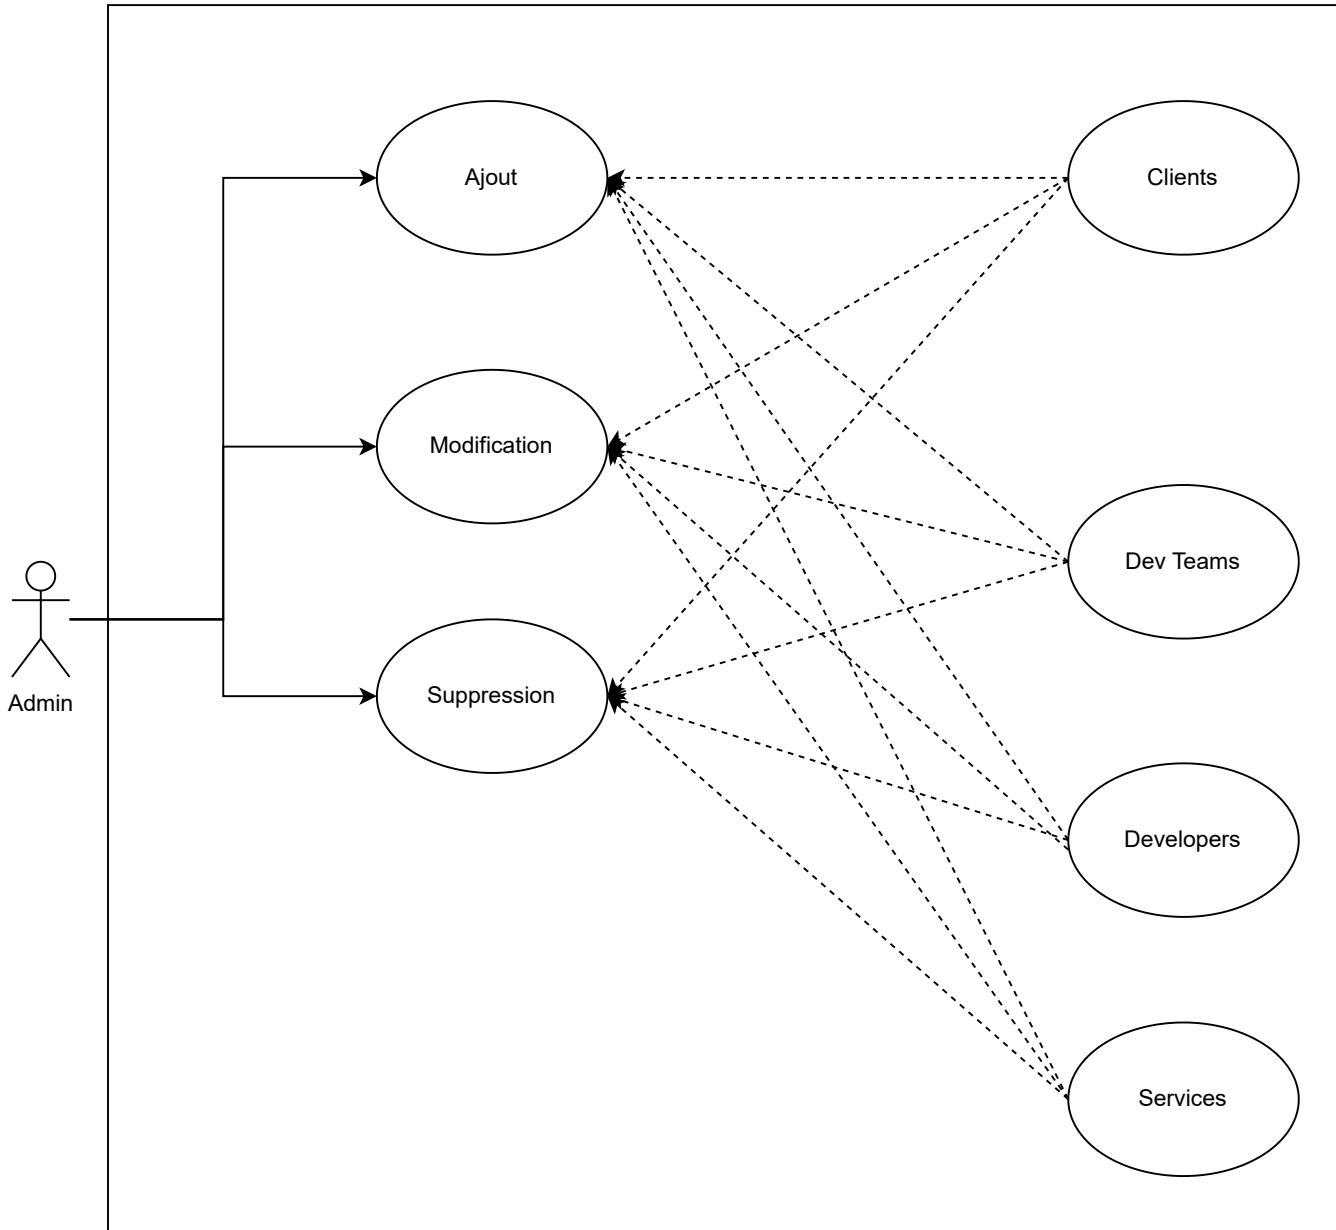 Ajout
Clients
Modification
Dev Teams
Suppression
Admin
Developers
Services